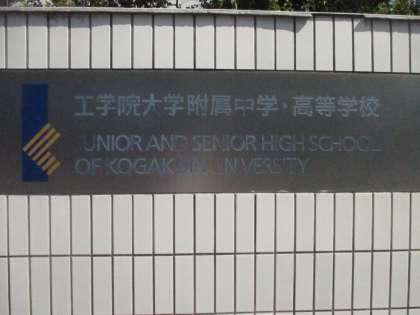 工学院大学附属中学・高等学校
JUNIOR AND SENIOR HIGH SCHOOL
OF KOGAKUIN UNIVERSITY